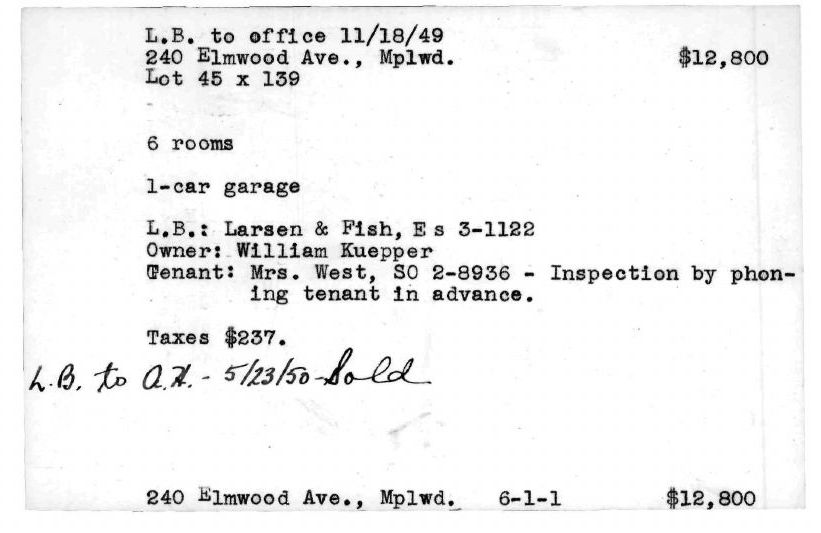 L.B. to office 11/18/49
240 Elmwood Ave., Mplwd. $12,800
Lot 45 x 139
6 rooms
1-car garage
L.B.: Larsen & Fish, E s 3-1122
Owner: William Kuepper
Tenant: Mrs. West, SO 2-8936 - Inspection by phon-
ing tenant in advance.
Taxes $237.
L.B. to A.H. - 5/23/50 - Sold
240 Elmwood Ave., Mplwd. 6-1-1 $12,800